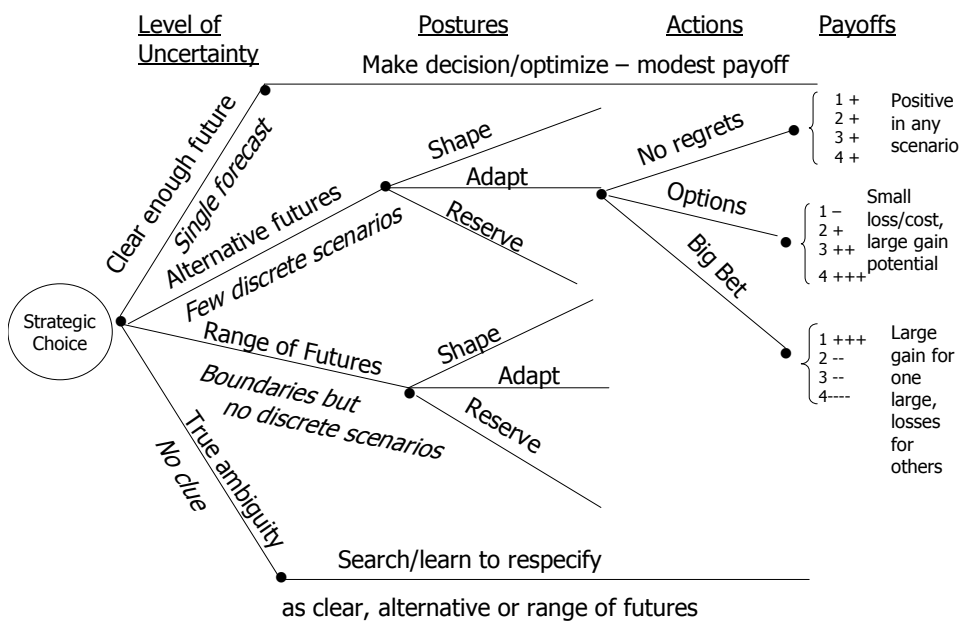 Level of
Uncertainty
Postures
Actions
Payoffs
Make decision/optimize – modest payoff
Clear enough future
Single forecast
Alternative futures
Few discrete scenarios
Shape
Adapt
Reserve
No regrets
Options
Big Bet
1 +
2 +
3 +
4 +
Positive
in any
scenario
1 –
2 +
3 ++
4 +++
Small
loss/cost,
large gain
potential
1 +++
2 --
3 --
4----
Large
gain for
one
large,
losses
for
others
Strategic
Choice
Range of Futures
Boundaries but
no discrete scenarios
Shape
Adapt
Reserve
True ambiguity
No clue
Search/learn to respecify
as clear, alternative or range of futures